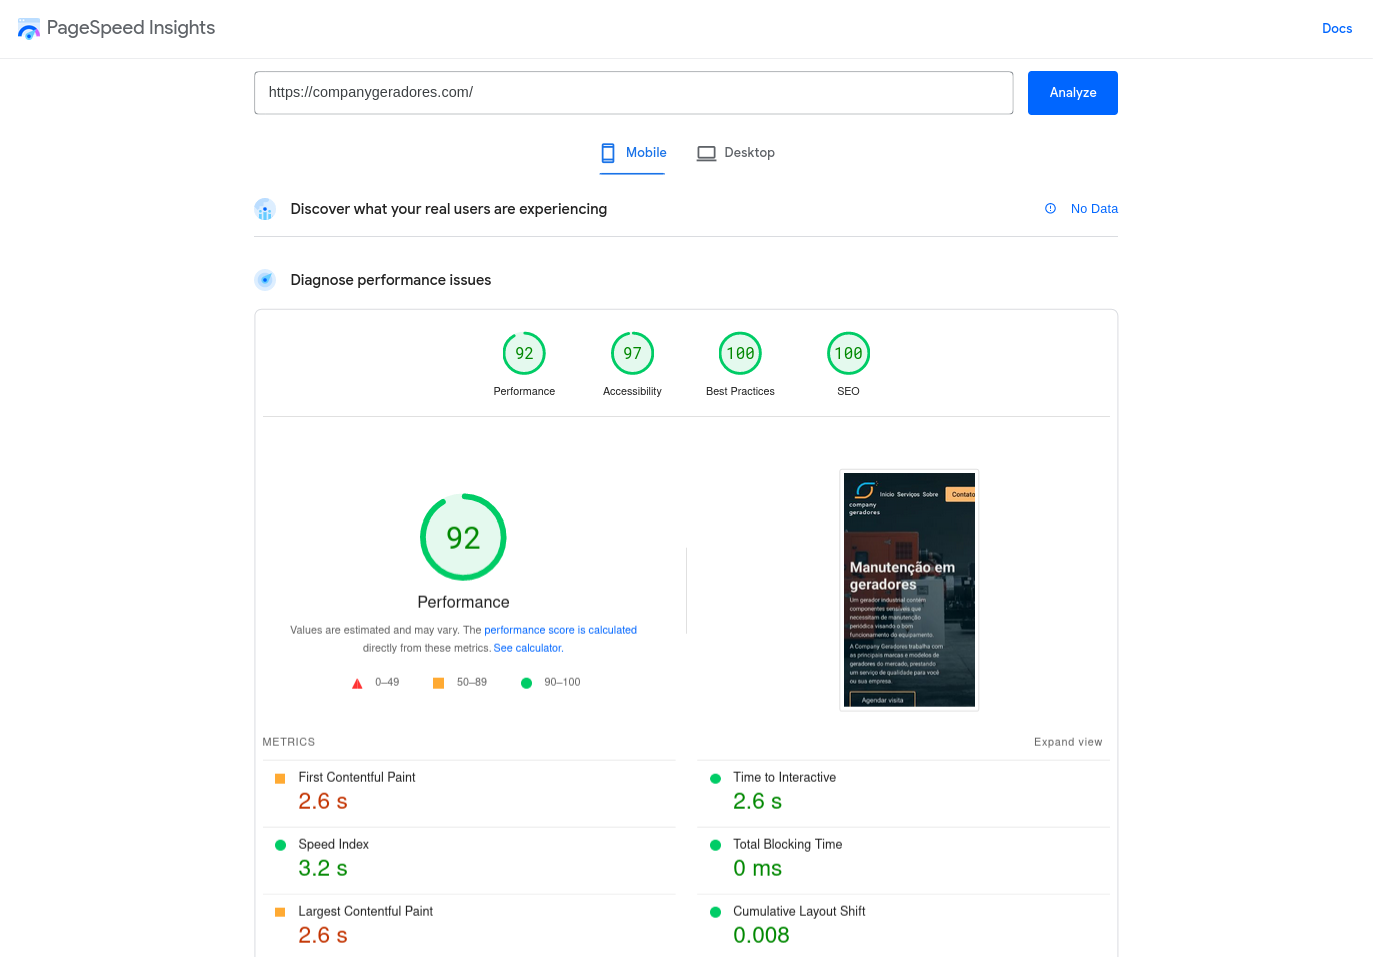 PageSpeed Insights
Docs
https://companygeradores.com/
Analyze
Mobile
Desktop
Discover what your real users are experiencing
No Data
Diagnose performance issues
92
97
100
100
Performance
Accessibility
Best Practices
SEO
92
Performance
Values are estimated and may vary. The performance score is calculated
directly from these metrics. See calculator.
0–49
50–89
90–100
company
geradores
Início Serviços Sobre
Contato
Manutenção em
geradores
Um gerador industrial contém
componentes sensíveis que
necessitam de manutenção
periódica visando o bom
funcionamento do equipamento.
A Company Geradores trabalha com
as principais marcas e modelos de
geradores do mercado, prestando
um serviço de qualidade para você
ou sua empresa.
Agendar visita
METRICS
Expand view
First Contentful Paint
2.6 s
Time to Interactive
2.6 s
Speed Index
3.2 s
Total Blocking Time
0 ms
Largest Contentful Paint
2.6 s
Cumulative Layout Shift
0.008